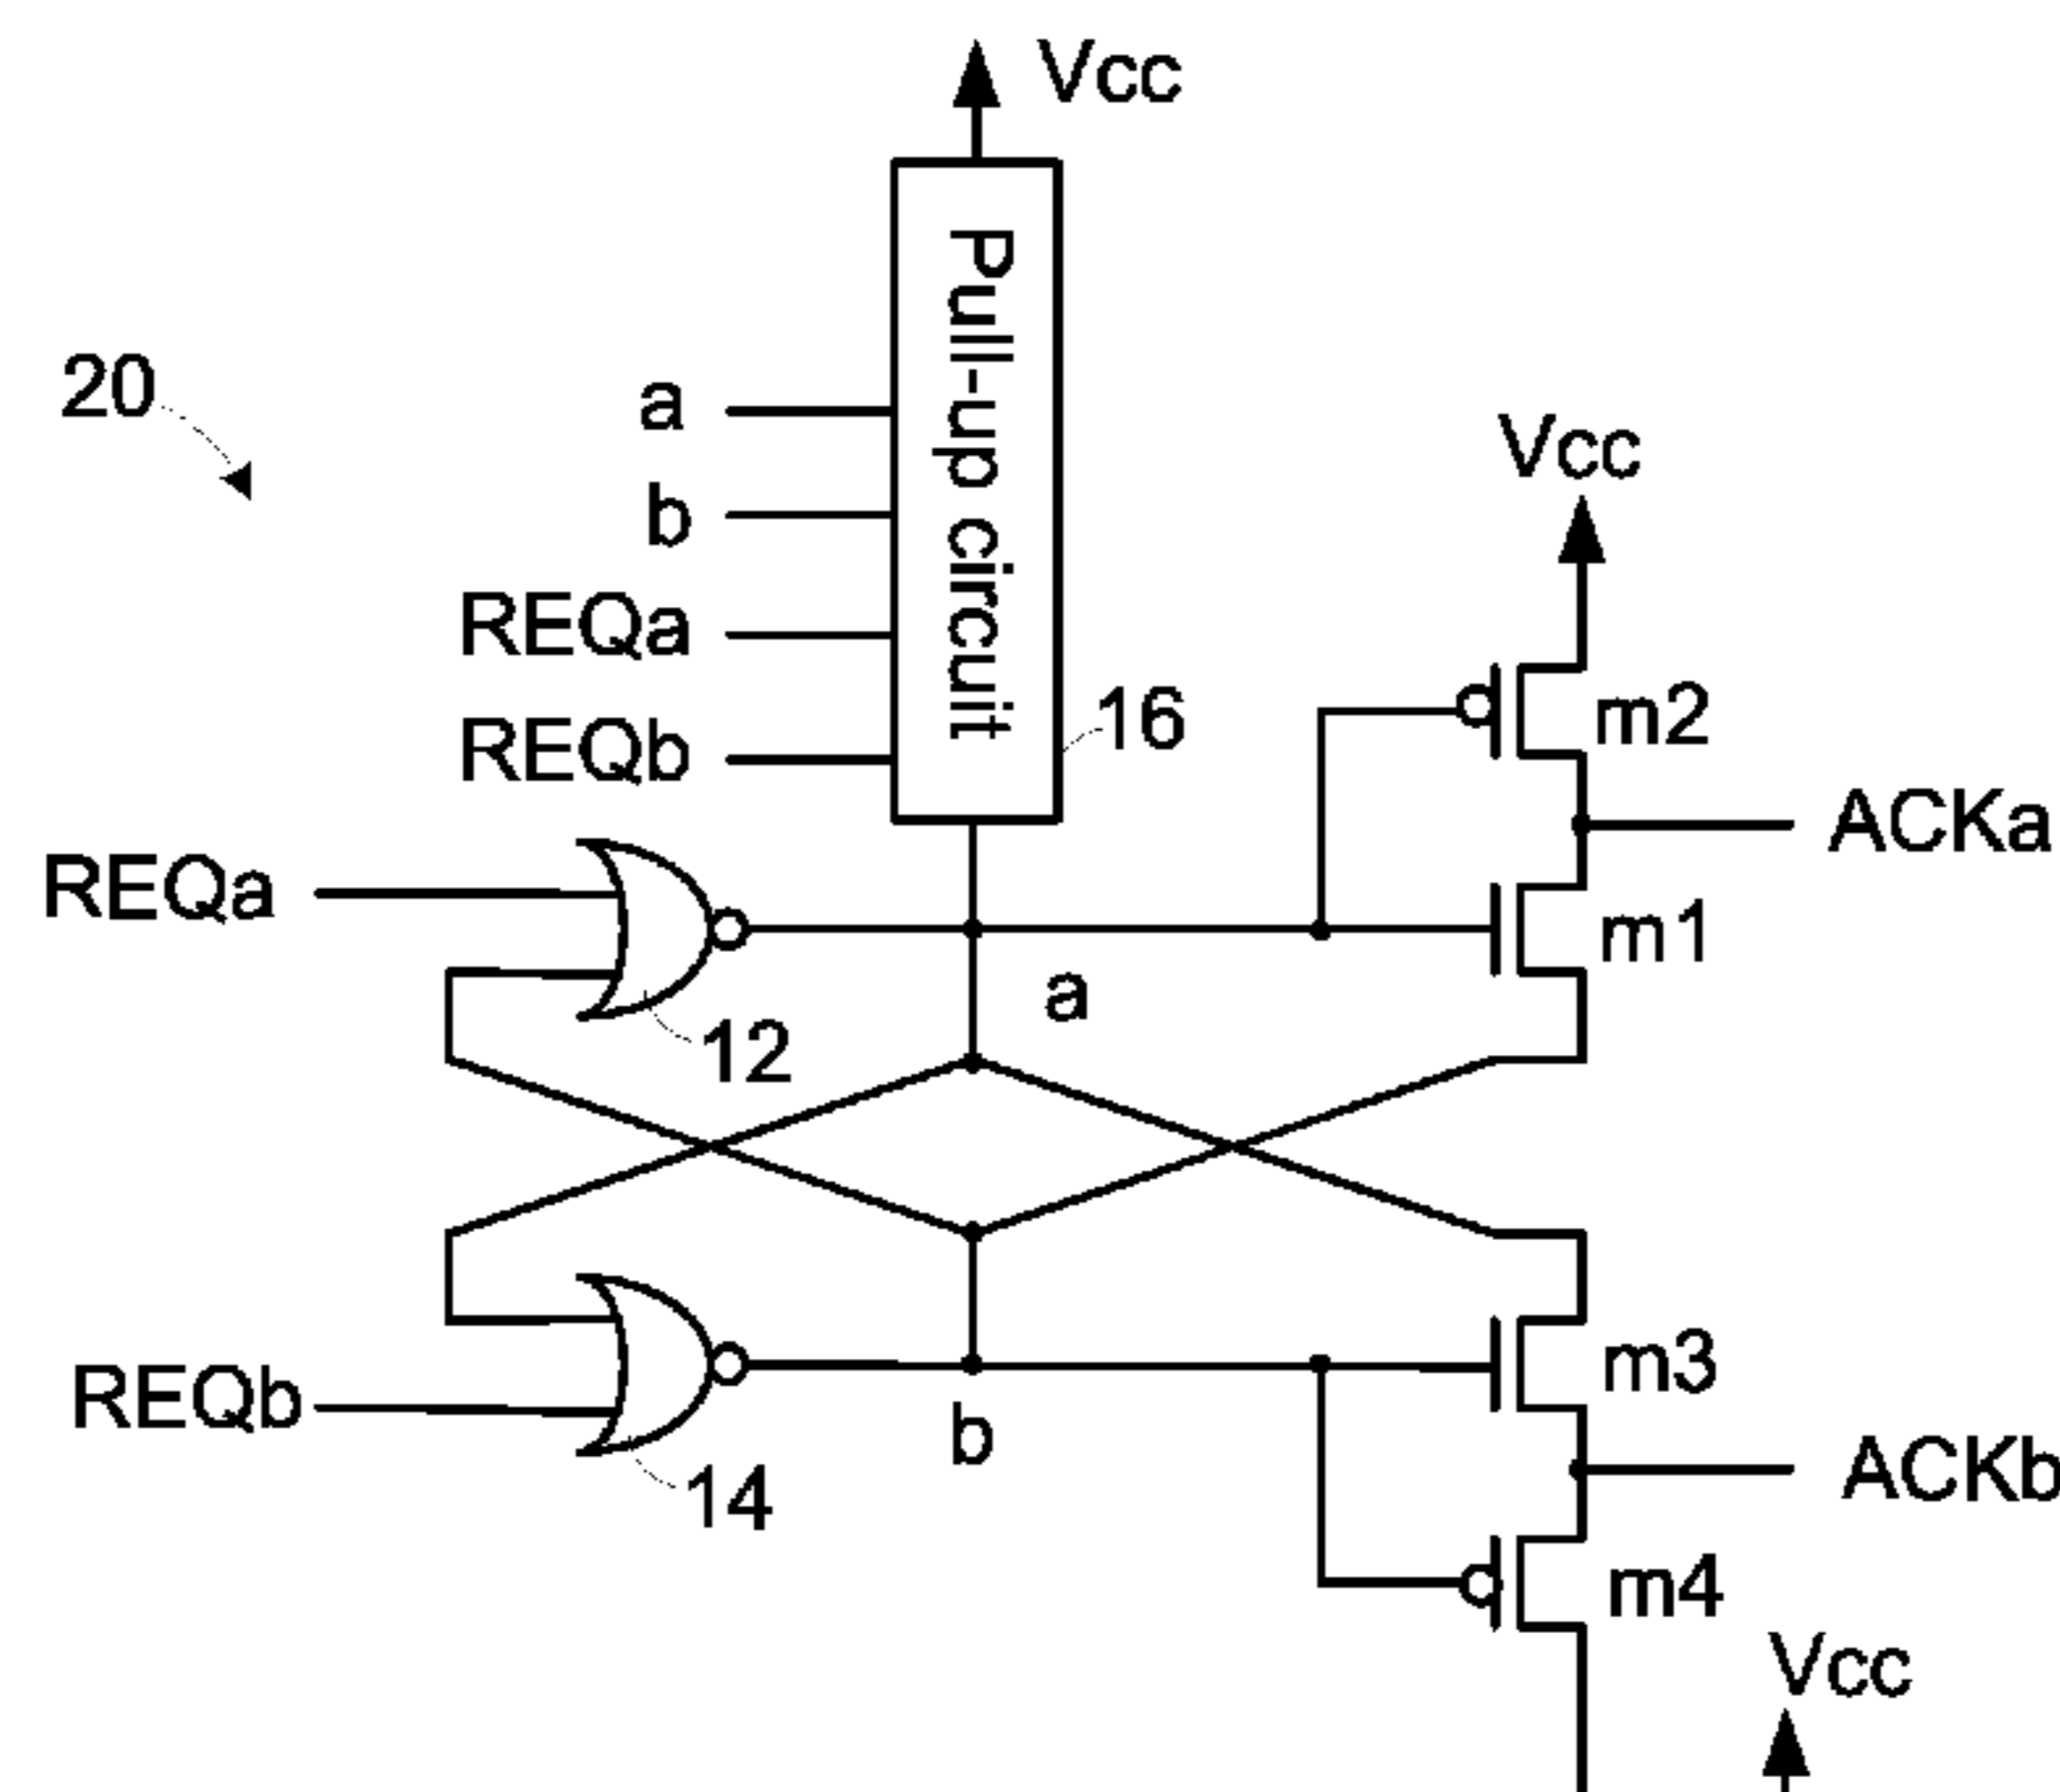 Vcc
Pull-up circuit
20
a
b
REQa
REQb
16
Vcc
m2
ACKa
REQa
m1
a
12
m3
REQb
b
ACKb
14
m4
Vcc